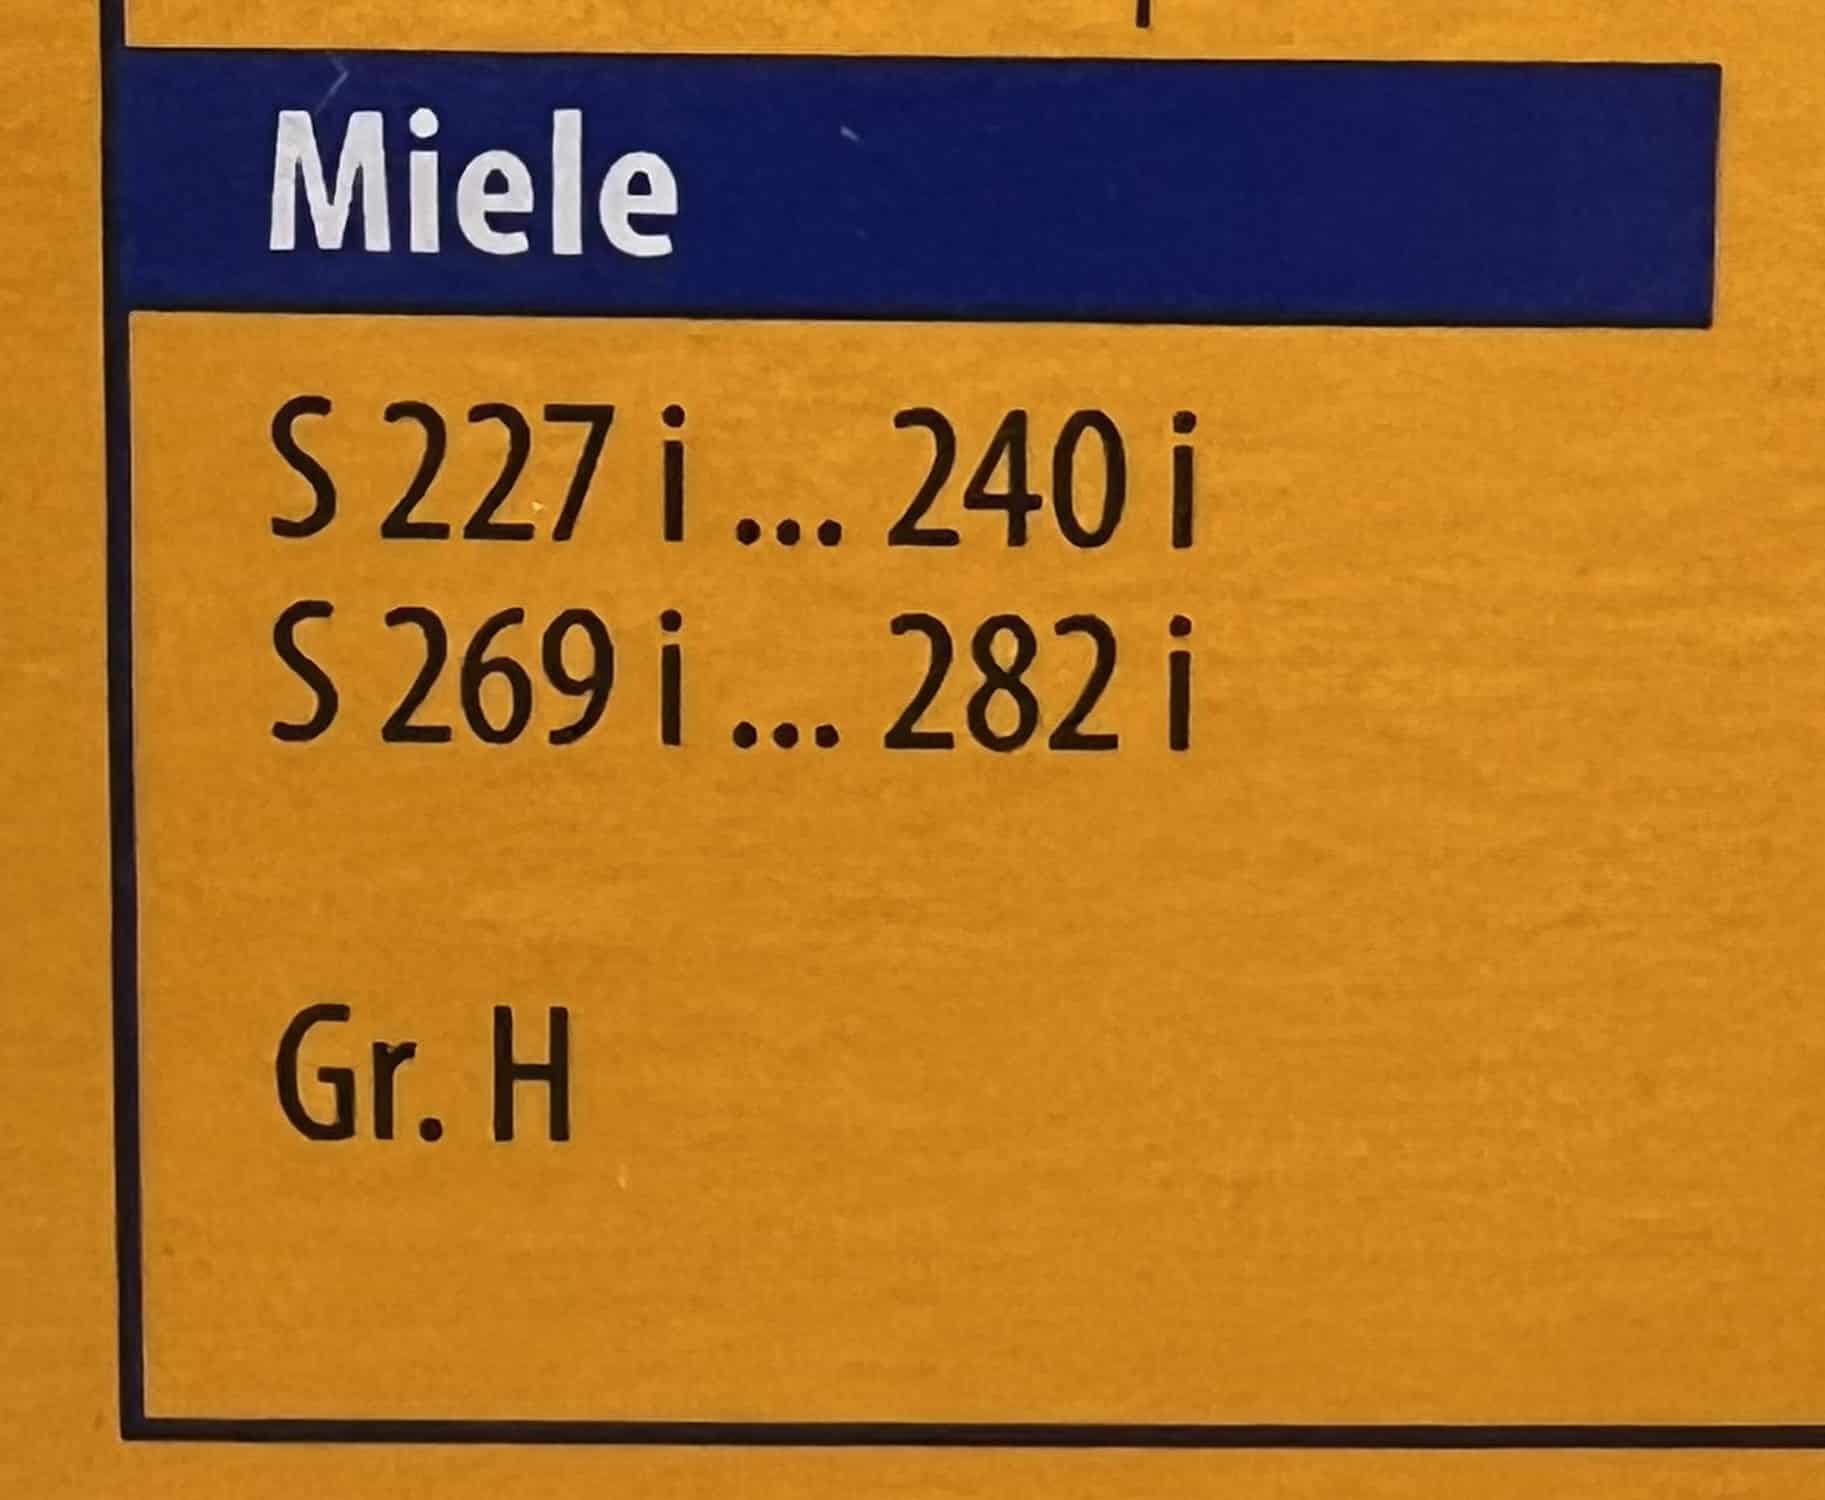 Miele
S 227 i ... 240 i
S 269 i ... 282 i
Gr. H